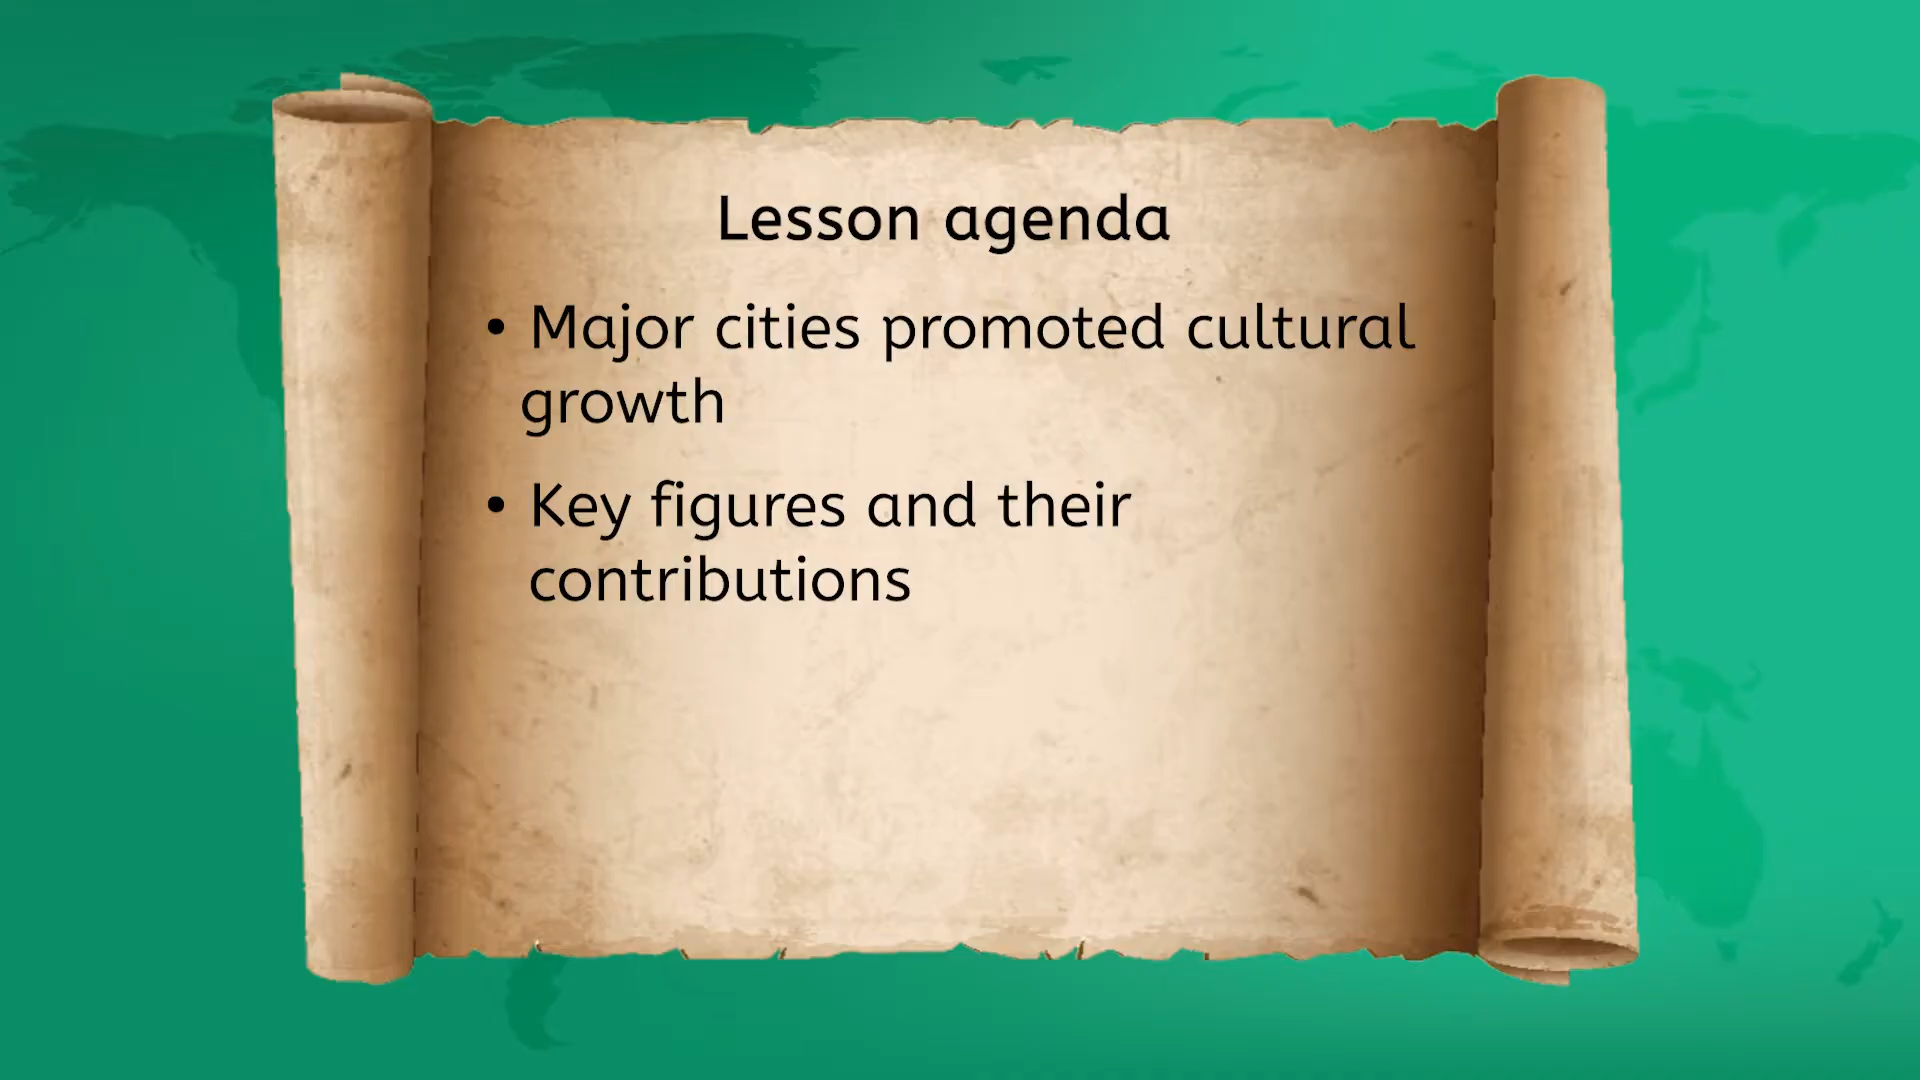 Lesson agenda
• Major cities promoted cultural
growth
• Key figures and their
contributions